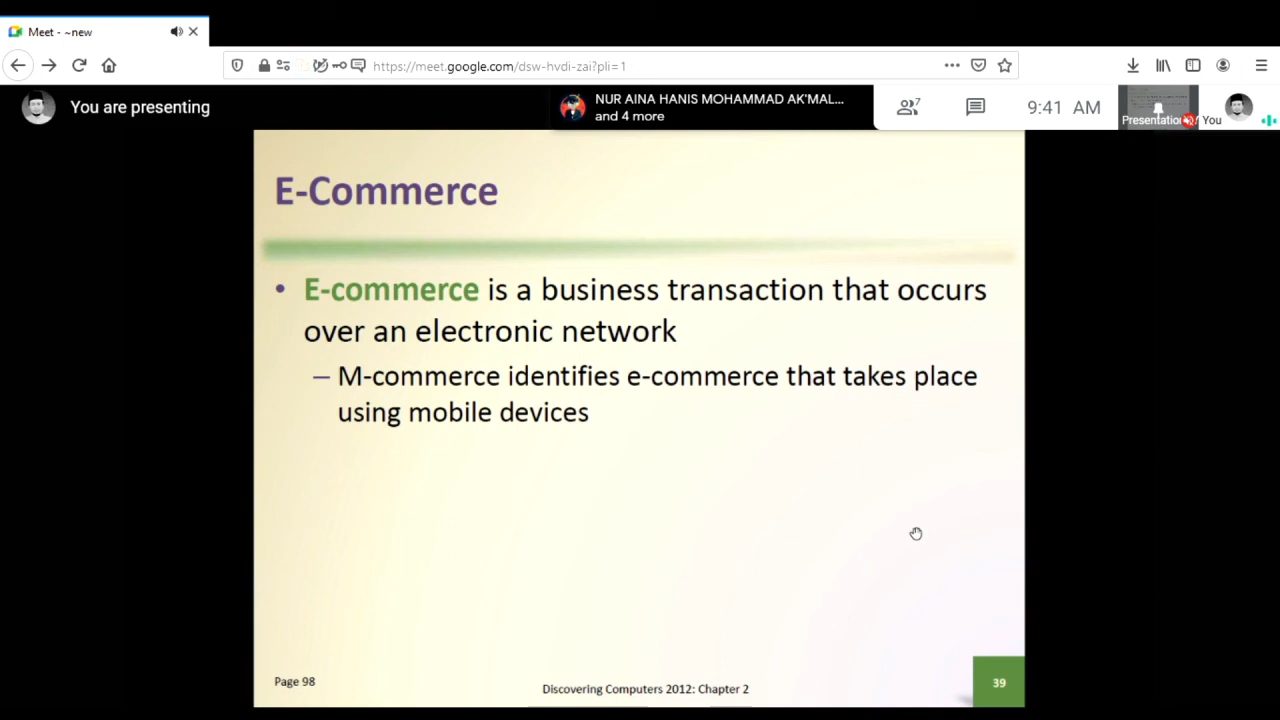 Meet - ~new
https://meet.google.com/dsw-hvdi-zai?pli=1
You are presenting
NUR AINA HANIS MOHAMMAD AK'MAL...
and 4 more
7
9:41 AM
You
E-Commerce
• E-commerce is a business transaction that occurs
over an electronic network
– M-commerce identifies e-commerce that takes place
using mobile devices
Page 98
Discovering Computers 2012: Chapter 2
39